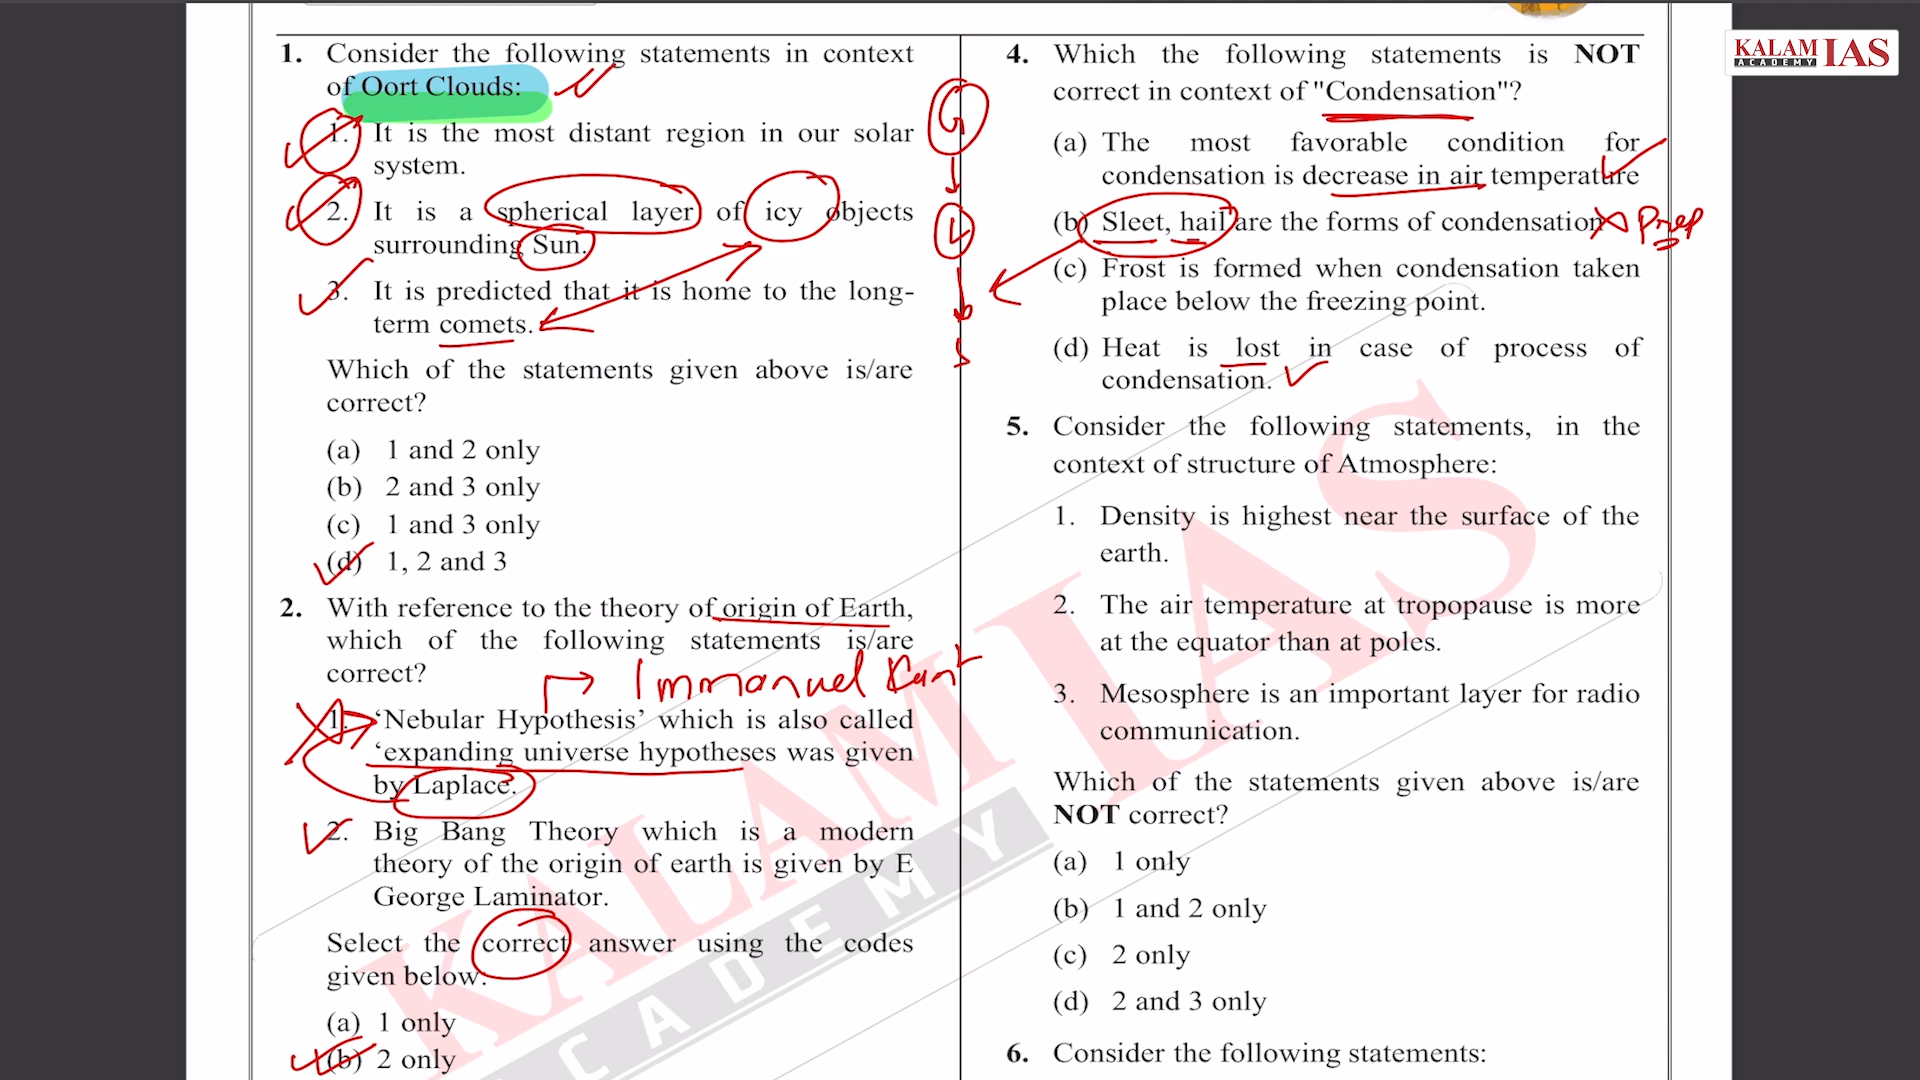 KALAM
ACADEMY
IAS
1. Consider the following statements in context
of Oort Clouds:
1. It is the most distant region in our solar
system.
2. It is a spherical layer of icy objects
surrounding Sun.
3. It is predicted that it is home to the long-
term comets.
Which of the statements given above is/are
correct?
(a) 1 and 2 only
(b) 2 and 3 only
(c) 1 and 3 only
(d) 1, 2 and 3
2. With reference to the theory of origin of Earth,
which of the following statements is/are
correct?
Immanuel Kant
1. ‘Nebular Hypothesis’ which is also called
‘expanding universe hypotheses was given
by Laplace.
2. Big Bang Theory which is a modern
theory of the origin of earth is given by E
George Laminator.
Select the correct answer using the codes
given below:
(a) 1 only
(b) 2 only
G
L
S
4. Which the following statements is NOT
correct in context of "Condensation"?
(a) The most favorable condition for
condensation is decrease in air temperature
(b) Sleet, hail are the forms of condensation
Prep
(c) Frost is formed when condensation taken
place below the freezing point.
(d) Heat is lost in case of process of
condensation.
5. Consider the following statements, in the
context of structure of Atmosphere:
1. Density is highest near the surface of the
earth.
2. The air temperature at tropopause is more
at the equator than at poles.
3. Mesosphere is an important layer for radio
communication.
Which of the statements given above is/are
NOT correct?
(a) 1 only
(b) 1 and 2 only
(c) 2 only
(d) 2 and 3 only
6. Consider the following statements:
KALAM IAS
ACADEMY